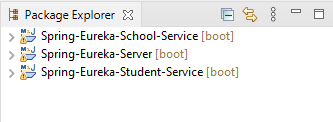 Package Explorer
Spring-Eureka-School-Service [boot]
Spring-Eureka-Server [boot]
Spring-Eureka-Student-Service [boot]